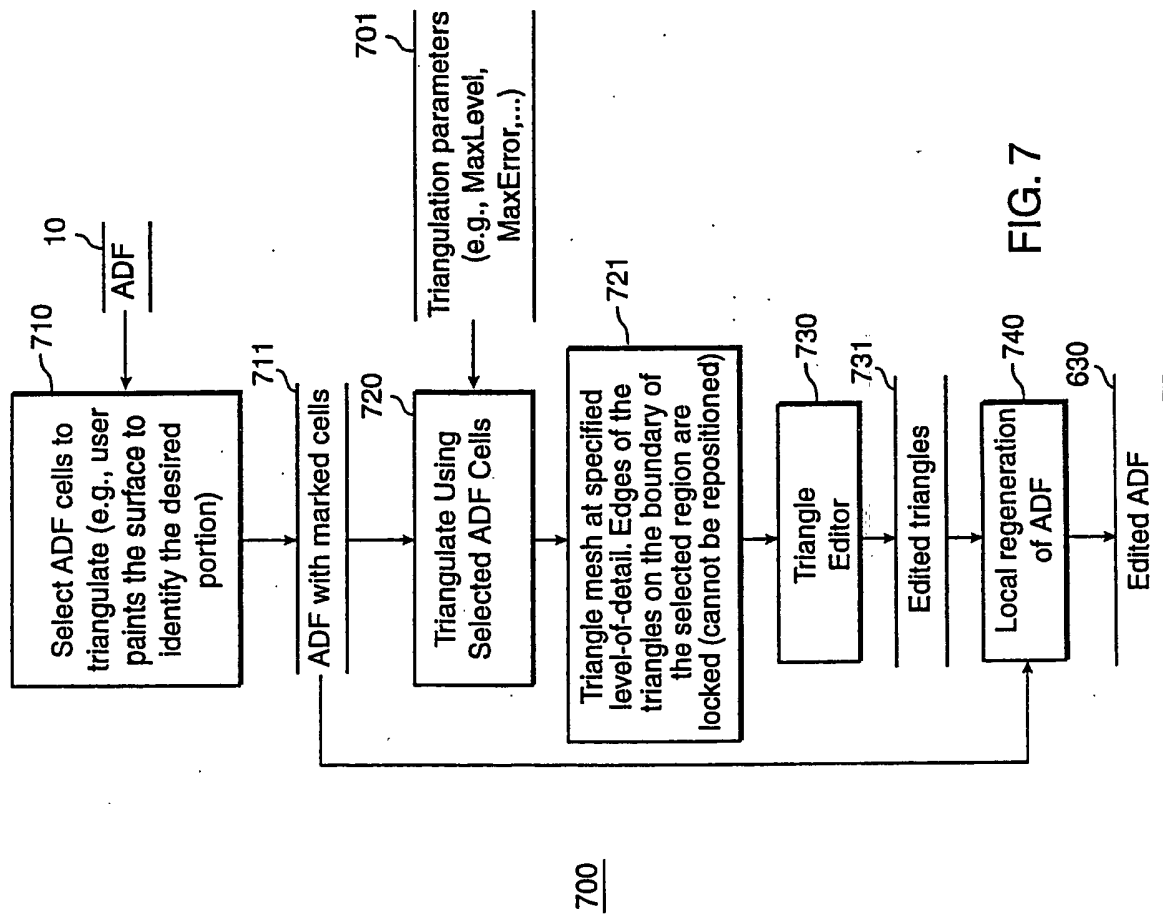 700
10
ADF
710
Select ADF cells to
triangulate (e.g., user
paints the surface to
identify the desired
portion)
711
ADF with marked cells
701
Triangulation parameters
(e.g., MaxLevel,
MaxError,...)
720
Triangulate Using
Selected ADF Cells
721
Triangle mesh at specified
level-of-detail. Edges of the
triangles on the boundary of
the selected region are
locked (cannot be repositioned)
730
Triangle
Editor
731
Edited triangles
740
Local regeneration
of ADF
630
Edited ADF
FIG. 7